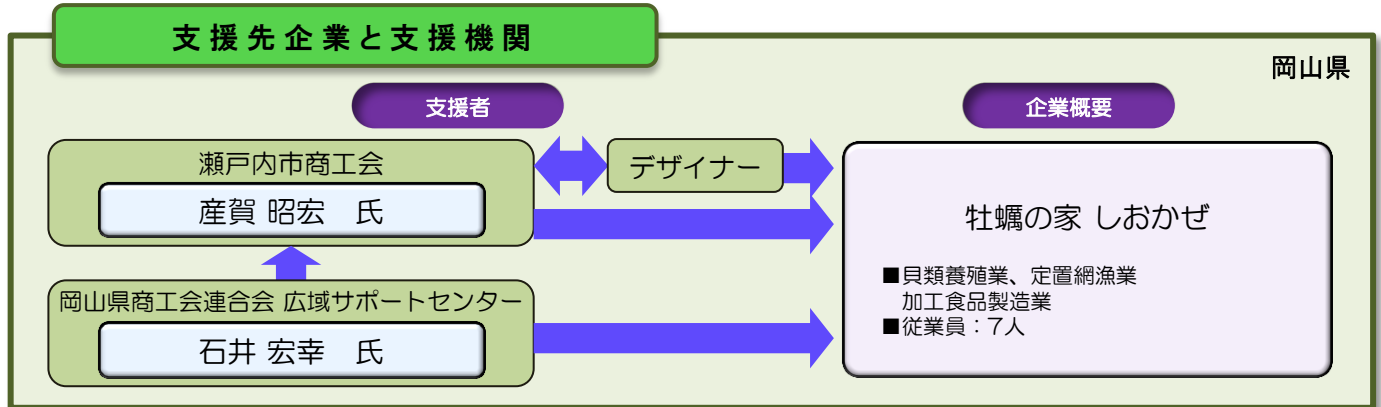 支援先企業と支援機関
岡山県
支援者
企業概要
瀬戸内市商工会
産賀 昭宏　氏
デザイナー
岡山県商工会連合会 広域サポートセンター
石井 宏幸　氏
牡蠣の家 しおかぜ
■貝類養殖業、定置網漁業
加工食品製造業
■従業員：7人